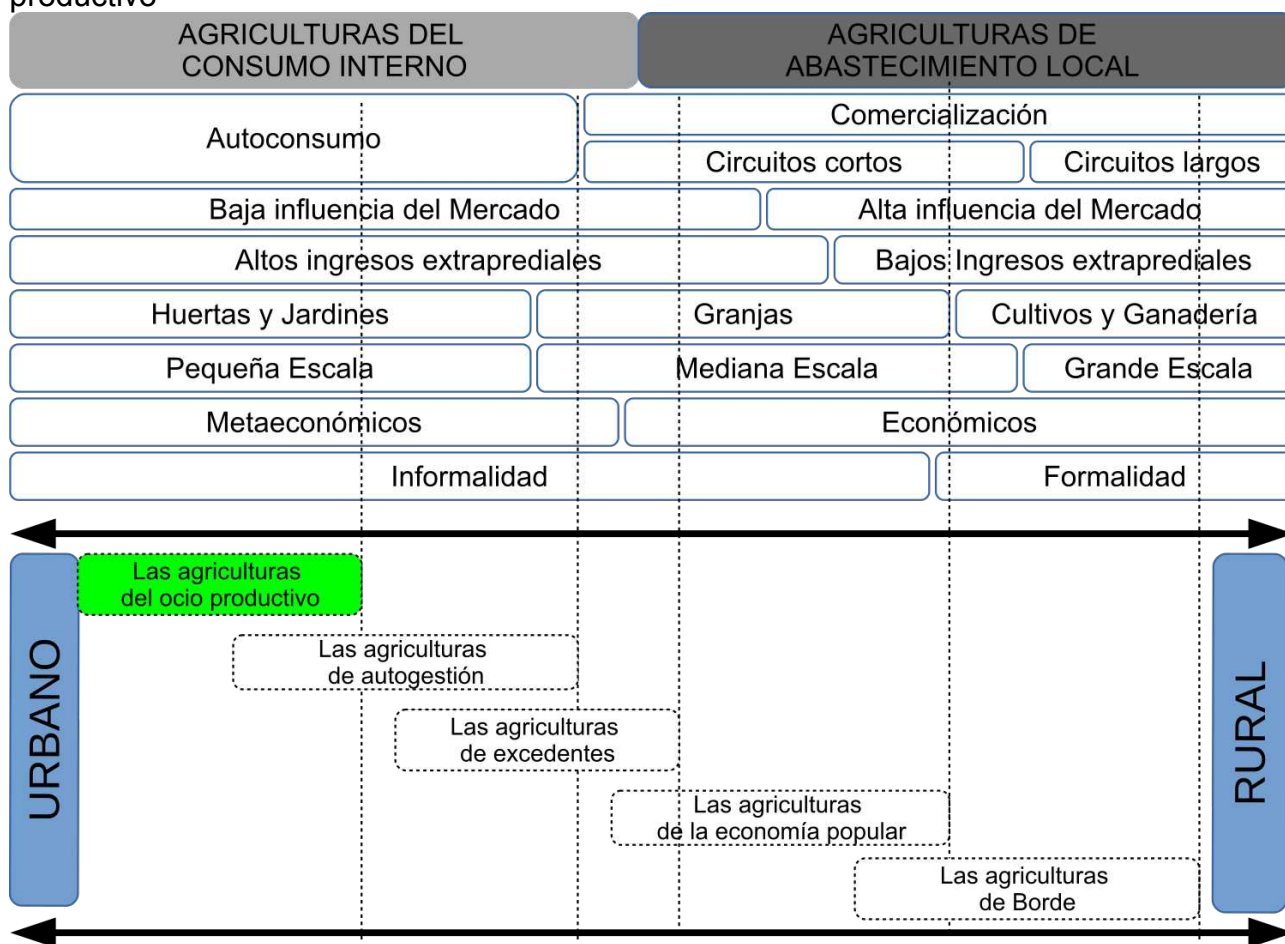 productivo
AGRICULTURAS DEL
CONSUMO INTERNO
AGRICULTURAS DE
ABASTECIMIENTO LOCAL
Autoconsumo
Comercialización
Circuitos cortos
Circuitos largos
Baja influencia del Mercado
Alta influencia del Mercado
Altos ingresos extraprediales
Bajos Ingresos extraprediales
Huertas y Jardines
Granjas
Cultivos y Ganadería
Pequeña Escala
Mediana Escala
Grande Escala
Metaeconómicos
Económicos
Informalidad
Formalidad
URBANO
Las agriculturas
del ocio productivo
Las agriculturas
de autogestión
Las agriculturas
de excedentes
Las agriculturas
de la economía popular
Las agriculturas
de Borde
RURAL